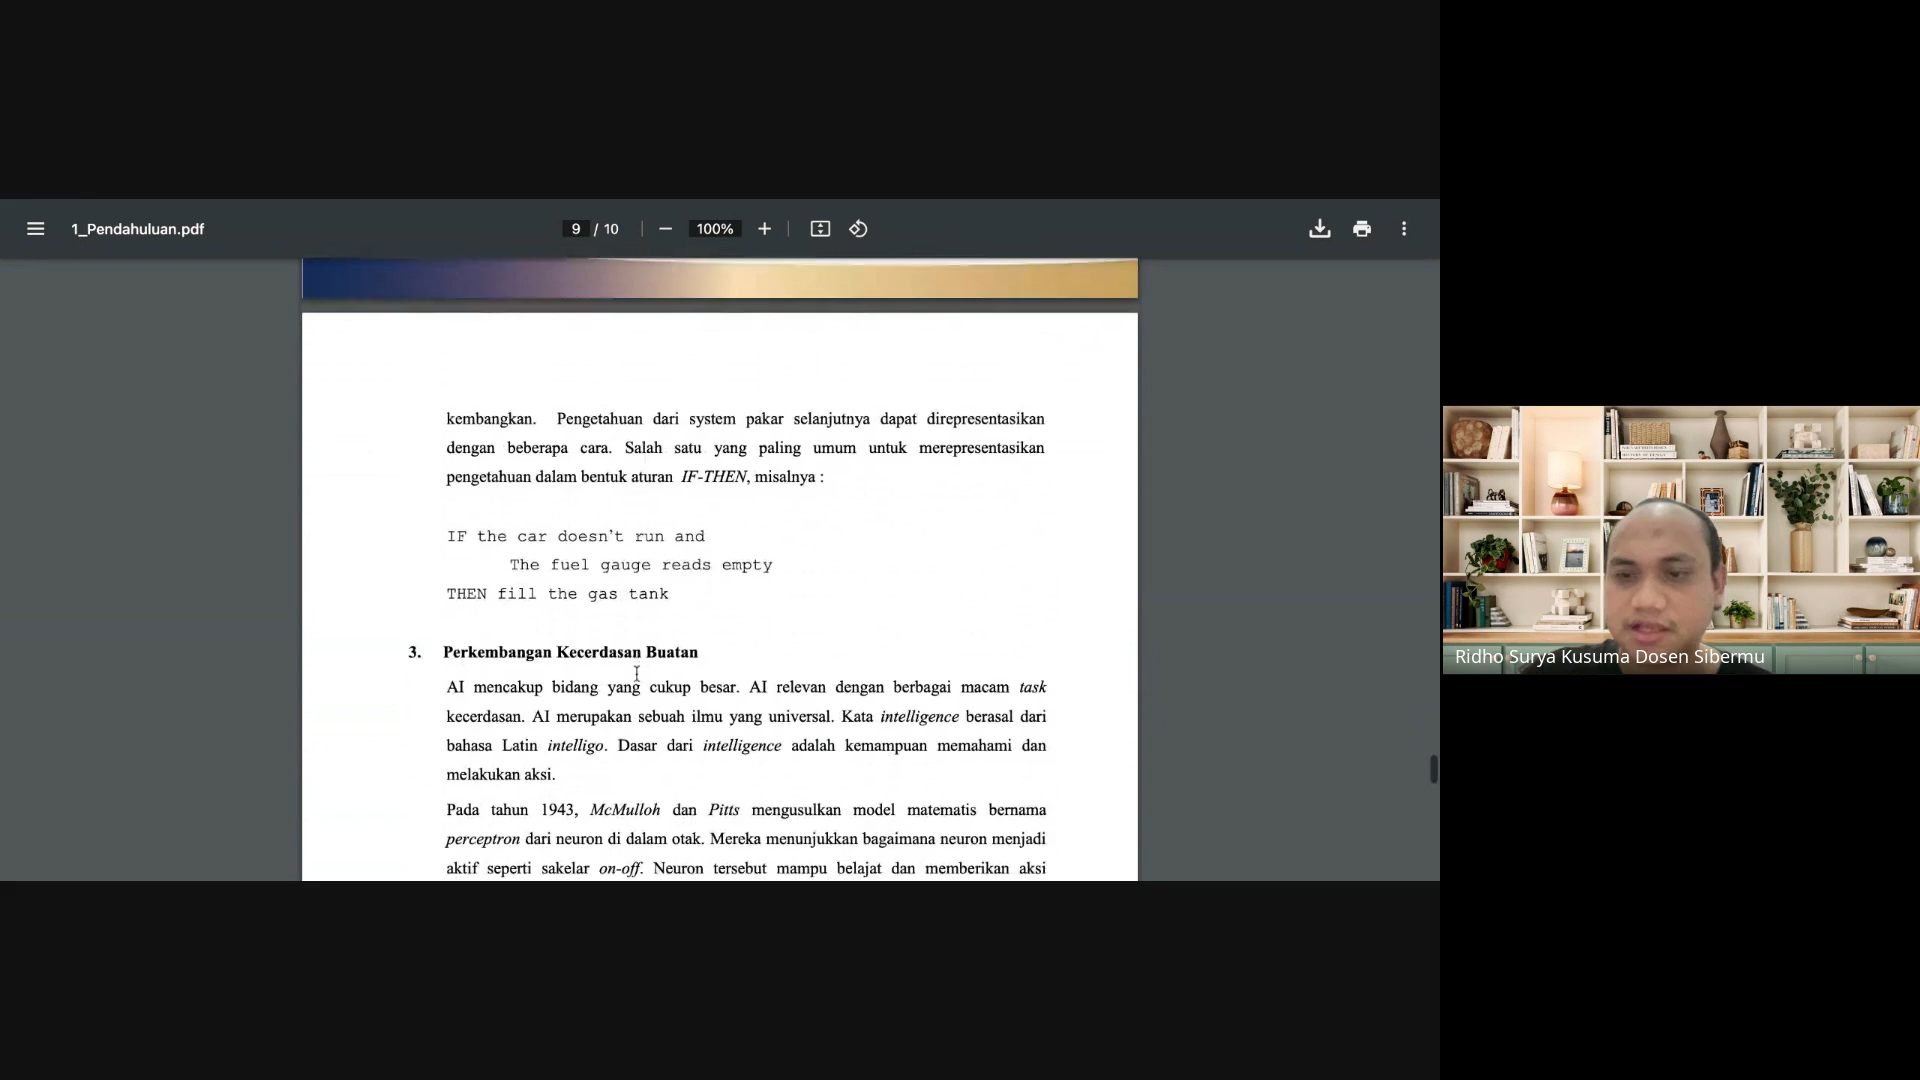 1_Pendahuluan.pdf
9 / 10
100%
kembangkan. Pengetahuan dari system pakar selanjutnya dapat direpresentasikan
dengan beberapa cara. Salah satu yang paling umum untuk merepresentasikan
pengetahuan dalam bentuk aturan IF-THEN, misalnya :
IF the car doesn't run and
The fuel gauge reads empty
THEN fill the gas tank
3. Perkembangan Kecerdasan Buatan
AI mencakup bidang yang cukup besar. AI relevan dengan berbagai macam task
kecerdasan. AI merupakan sebuah ilmu yang universal. Kata intelligence berasal dari
bahasa Latin intelligo. Dasar dari intelligence adalah kemampuan memahami dan
melakukan aksi.
Pada tahun 1943, McMulloh dan Pitts mengusulkan model matematis bernama
perceptron dari neuron di dalam otak. Mereka menunjukkan bagaimana neuron menjadi
aktif seperti sakelar on-off. Neuron tersebut mampu belajat dan memberikan aksi
Ridho Surya Kusuma Dosen Sibermu